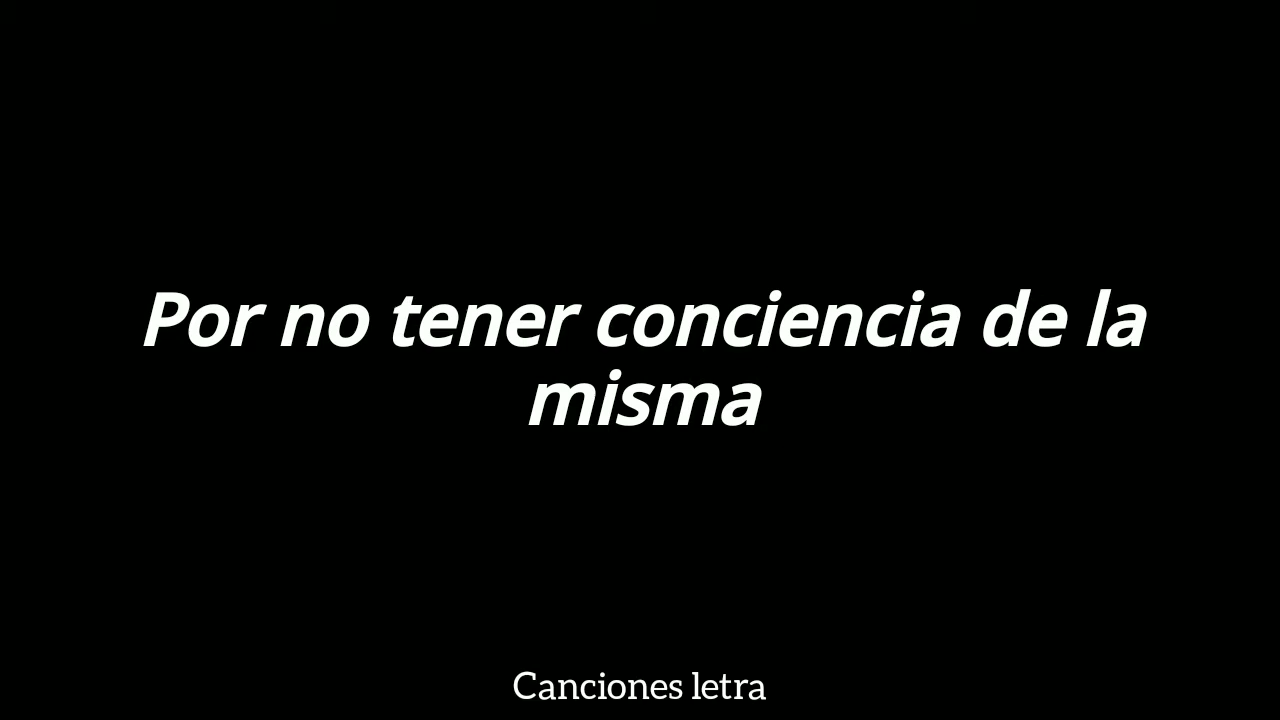 Por no tener conciencia de la
misma
Canciones letra